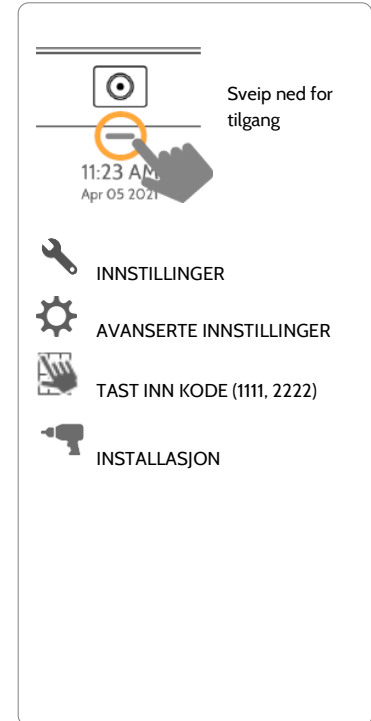 Sveip ned for
tilgang
11:23 AM
Apr 05 2021
INNSTILLINGER
AVANSERTE INNSTILLINGER
TAST INN KODE (1111, 2222)
INSTALLASJON